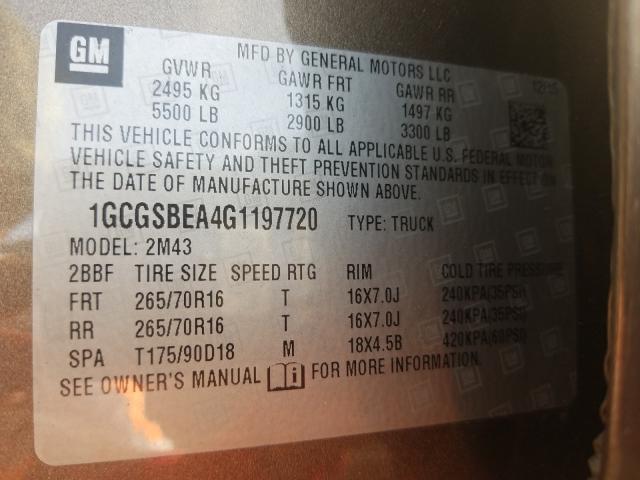 GM
MFD BY GENERAL MOTORS LLC
GVWR GAWR FRT GAWR RR 12/15
2495 KG 1315 KG 1497 KG
5500 LB 2900 LB 3300 LB
THIS VEHICLE CONFORMS TO ALL APPLICABLE U.S. FEDERAL MOTOR
VEHICLE SAFETY AND THEFT PREVENTION STANDARDS IN EFFECT ON
THE DATE OF MANUFACTURE SHOWN ABOVE.
1GCGSBEA4G1197720 TYPE: TRUCK
MODEL: 2M43
2BBF TIRE SIZE SPEED RTG RIM COLD TIRE PRESSURE
FRT 265/70R16 T 16X7.0J 240KPA/35PSI
RR 265/70R16 T 16X7.0J 240KPA/35PSI
SPA T175/90D18 M 18X4.5B 420KPA/60PSI
SEE OWNER'S MANUAL i FOR MORE INFORMATION.